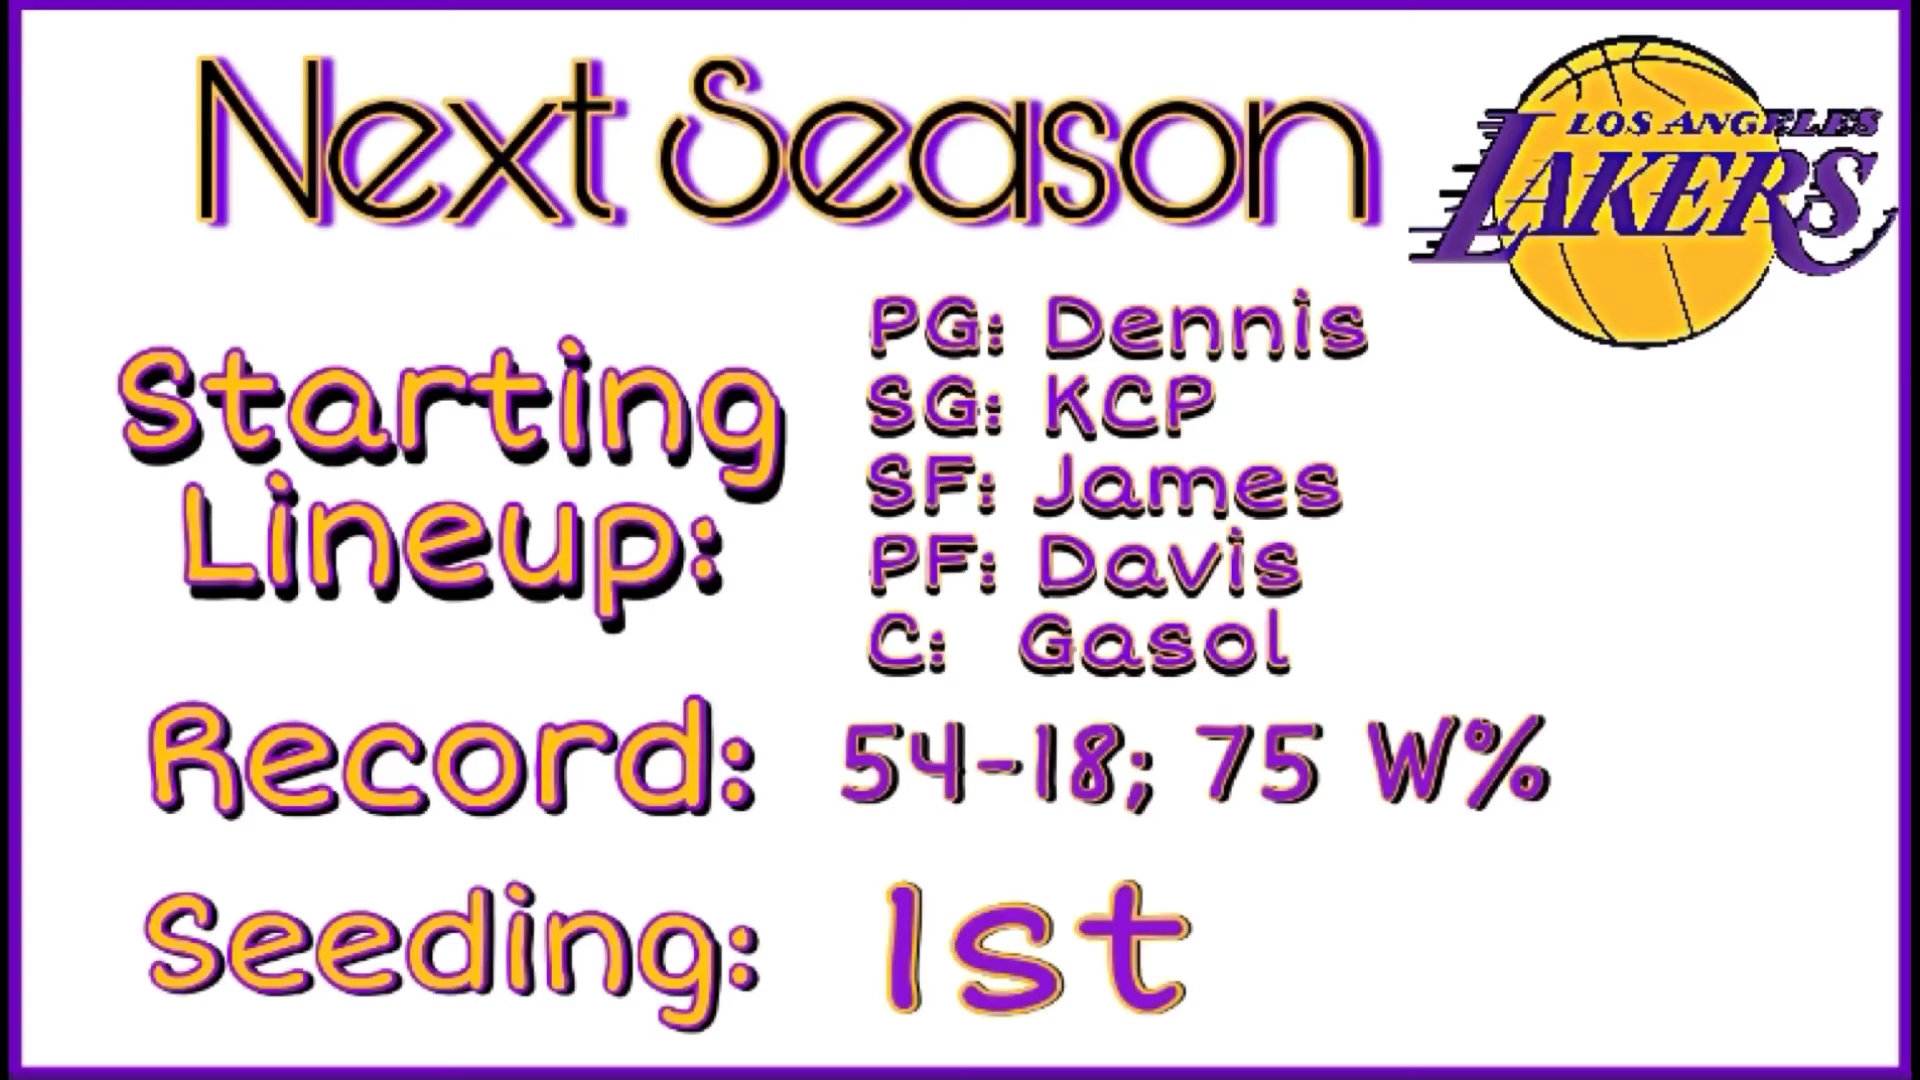 Next Season
LOS ANGELES
LAKERS
Starting
Lineup:
PG: Dennis
SG: KCP
SF: James
PF: Davis
C: Gasol
Record: 54-18; 75 W%
Seeding: 1st